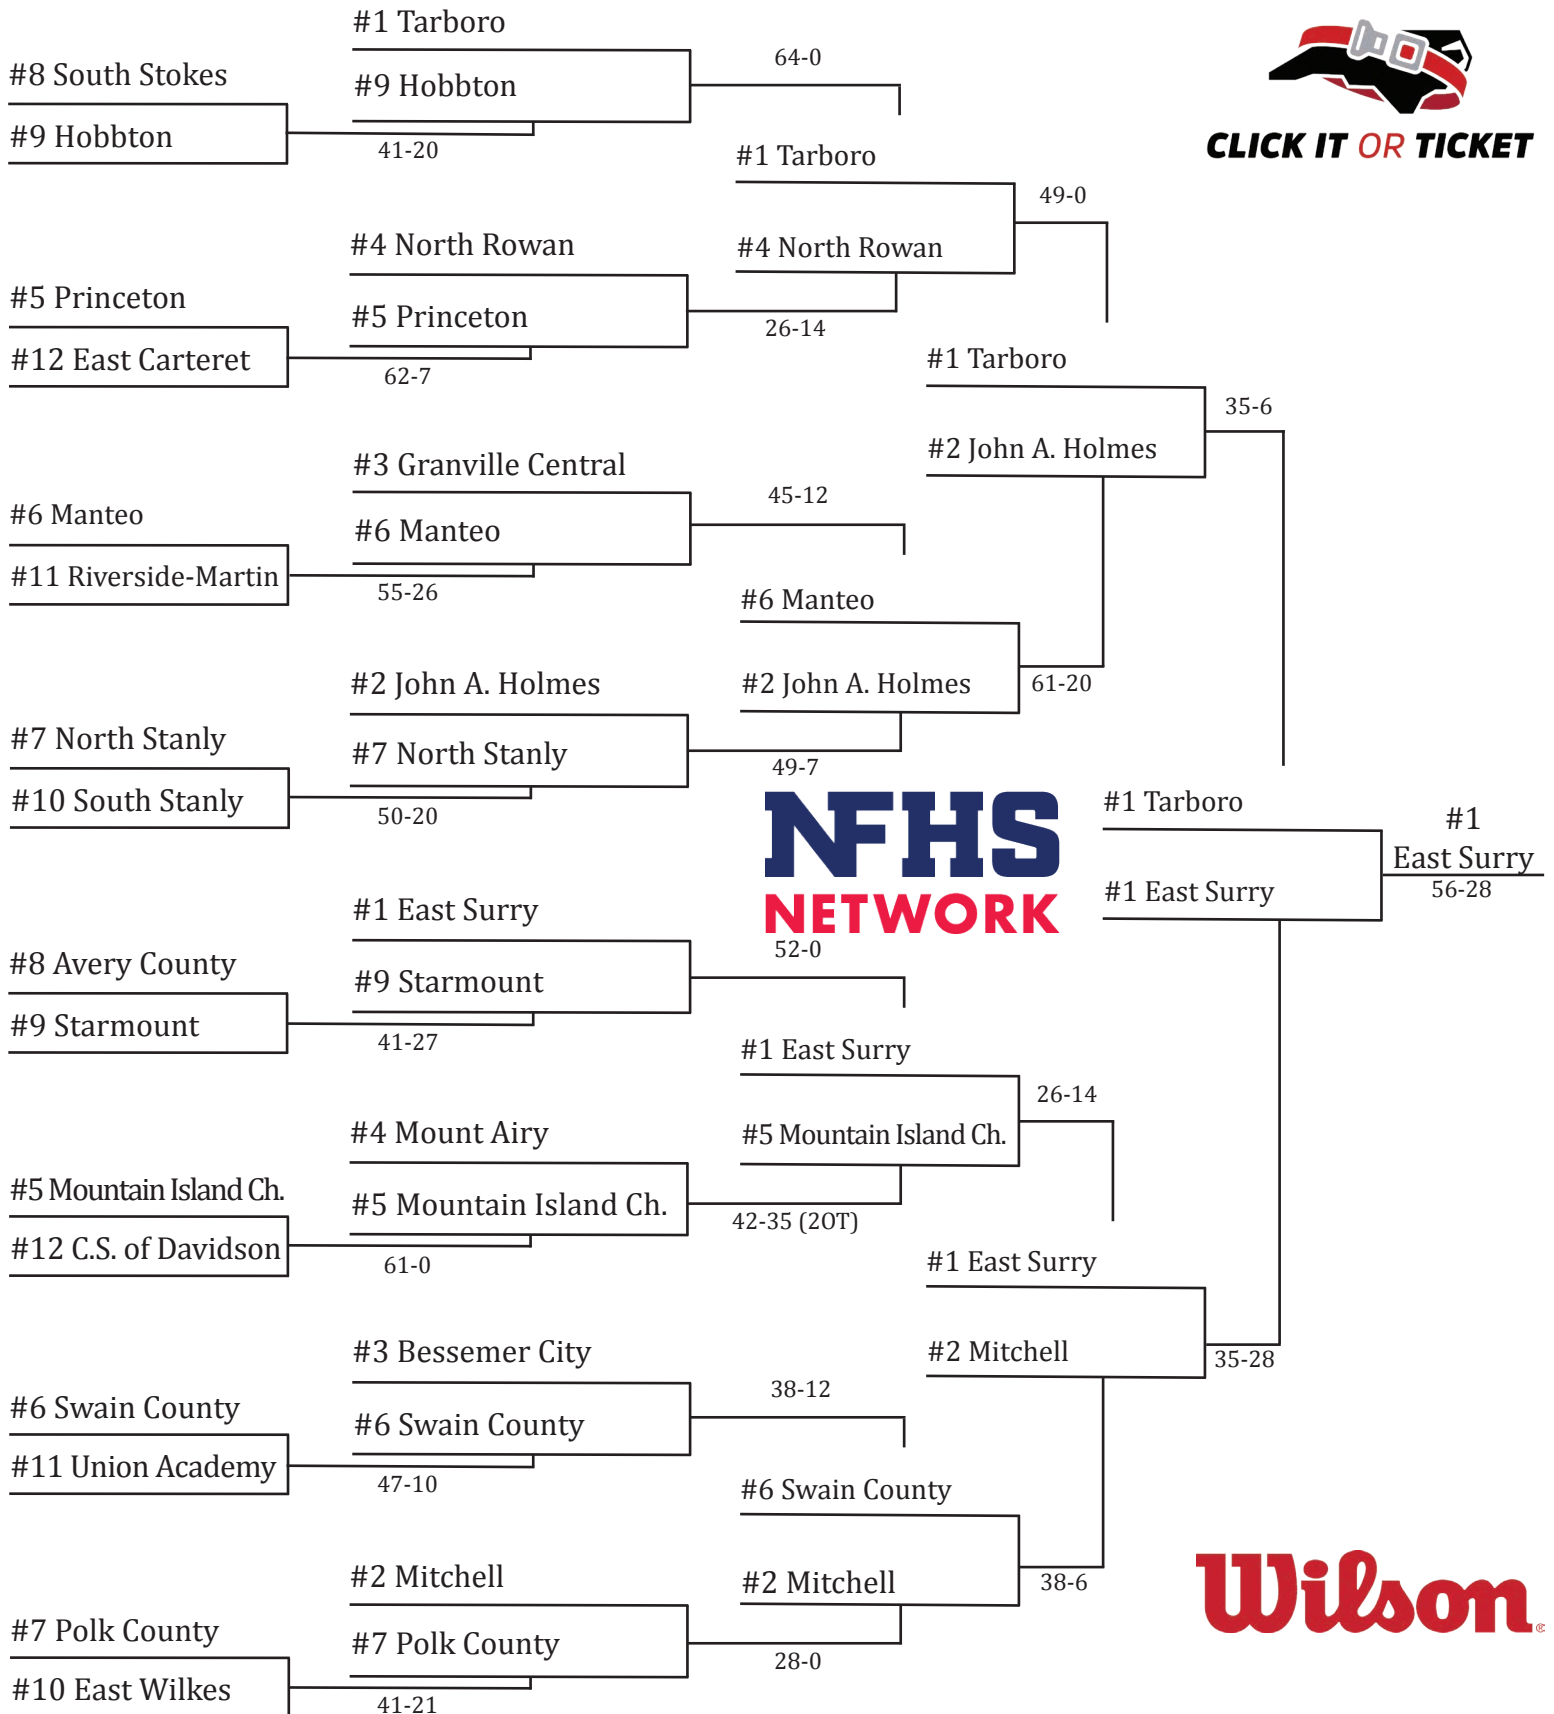 #1 Tarboro
64-0
#8 South Stokes
#9 Hobbton
#9 Hobbton
41-20
CLICK IT OR TICKET
#1 Tarboro
49-0
#4 North Rowan
#4 North Rowan
#5 Princeton
#5 Princeton
26-14
#12 East Carteret
62-7
#1 Tarboro
35-6
#2 John A. Holmes
#3 Granville Central
45-12
#6 Manteo
#6 Manteo
#11 Riverside-Martin
55-26
#6 Manteo
#2 John A. Holmes
#2 John A. Holmes
61-20
#7 North Stanly
#7 North Stanly
49-7
#10 South Stanly
50-20
NFHS
NETWORK
#1 Tarboro
#1
East Surry
56-28
#1 East Surry
#1 East Surry
52-0
#8 Avery County
#9 Starmount
#9 Starmount
41-27
#1 East Surry
26-14
#4 Mount Airy
#5 Mountain Island Ch.
#5 Mountain Island Ch.
#5 Mountain Island Ch.
42-35 (2OT)
#12 C.S. of Davidson
61-0
#1 East Surry
#2 Mitchell
35-28
#3 Bessemer City
38-12
#6 Swain County
#6 Swain County
#11 Union Academy
47-10
#6 Swain County
#2 Mitchell
#2 Mitchell
38-6
Wilson®
#7 Polk County
#7 Polk County
28-0
#10 East Wilkes
41-21